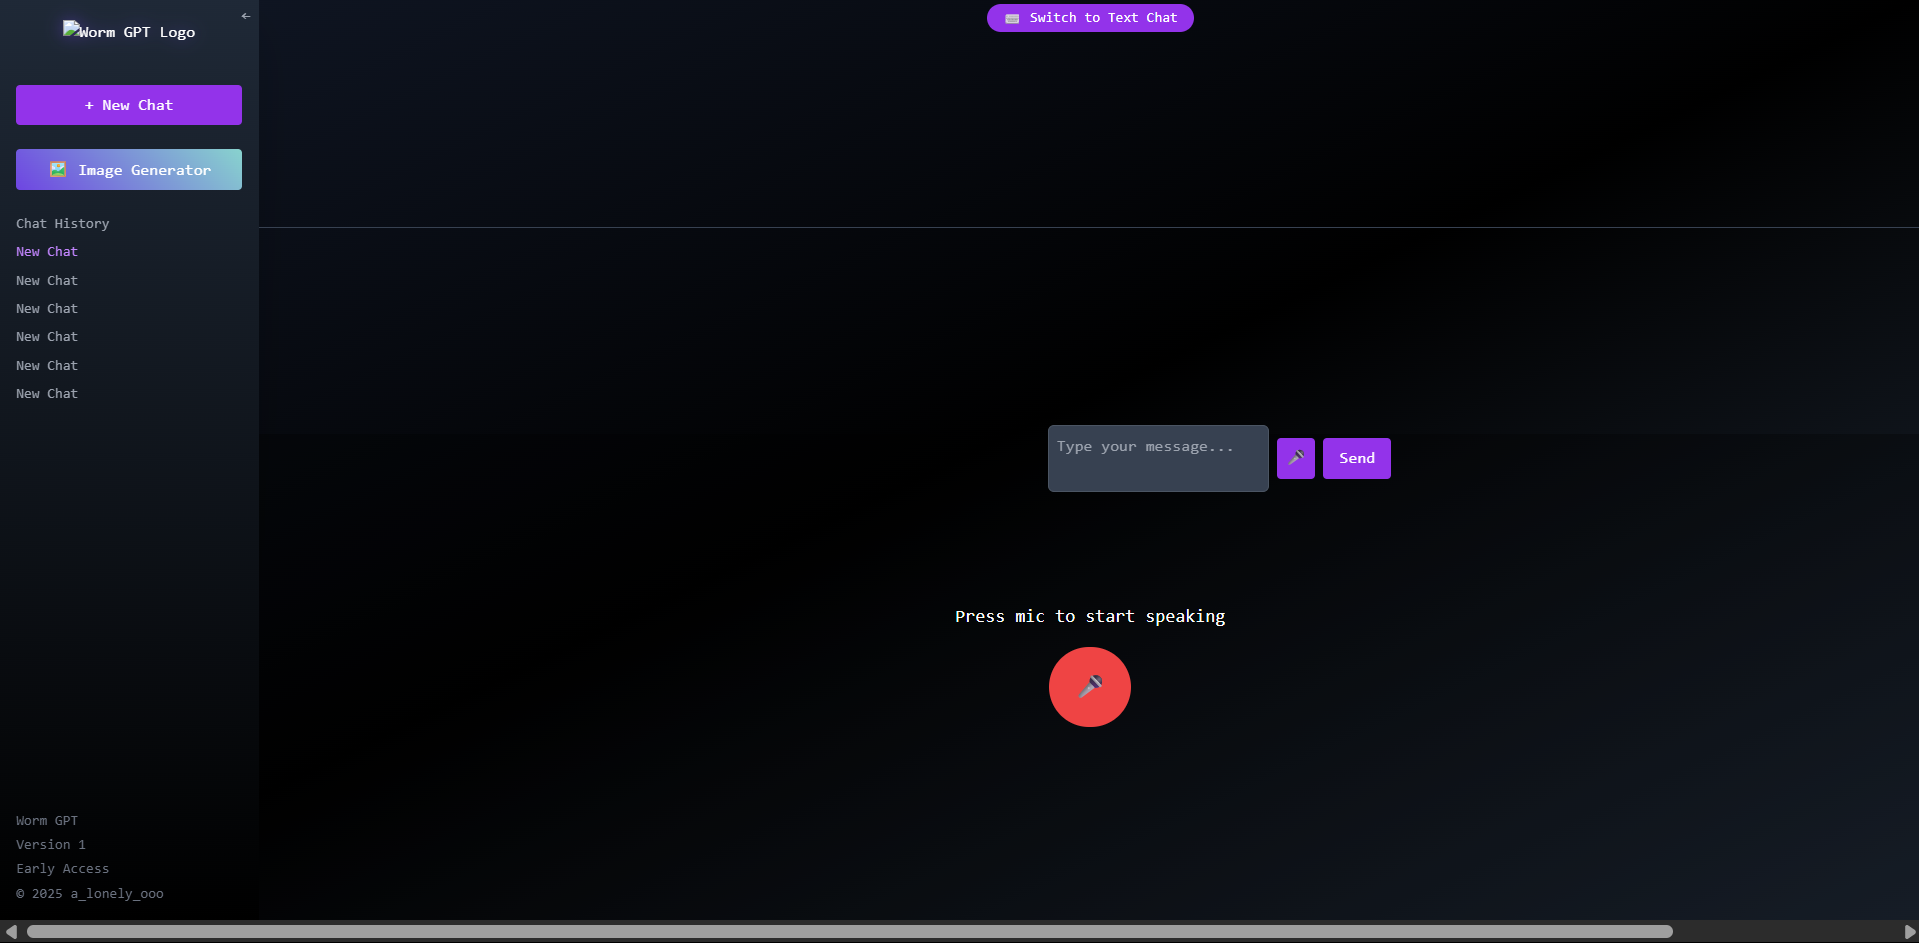 Worm GPT Logo
←
+ New Chat
Image Generator
Chat History
New Chat
New Chat
New Chat
New Chat
New Chat
New Chat
Worm GPT
Version 1
Early Access
© 2025 a_lonely_ooo
Switch to Text Chat
Type your message...
Send
Press mic to start speaking